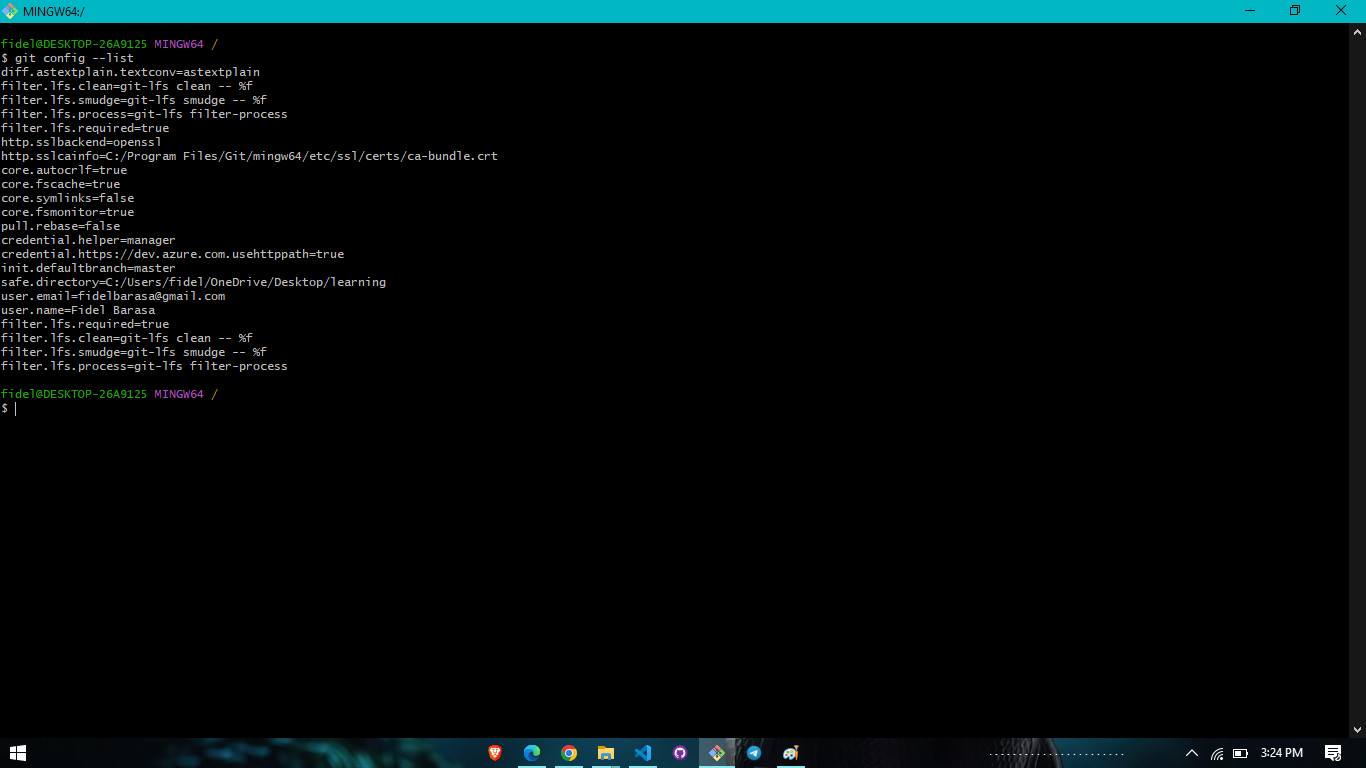 MINGW64:/
fidel@DESKTOP-26A9125 MINGW64 /
$ git config --list
diff.astextplain.textconv=astextplain
filter.lfs.clean=git-lfs clean -- %f
filter.lfs.smudge=git-lfs smudge -- %f
filter.lfs.process=git-lfs filter-process
filter.lfs.required=true
http.sslbackend=openssl
http.sslcainfo=C:/Program Files/Git/mingw64/etc/ssl/certs/ca-bundle.crt
core.autocrlf=true
core.fscache=true
core.symlinks=false
core.fsmonitor=true
pull.rebase=false
credential.helper=manager
credential.https://dev.azure.com.usehttppath=true
init.defaultbranch=master
safe.directory=C:/Users/fidel/OneDrive/Desktop/learning
user.email=fidelbarasa@gmail.com
user.name=Fidel Barasa
filter.lfs.required=true
filter.lfs.clean=git-lfs clean -- %f
filter.lfs.smudge=git-lfs smudge -- %f
filter.lfs.process=git-lfs filter-process
fidel@DESKTOP-26A9125 MINGW64 /
$
3:24 PM